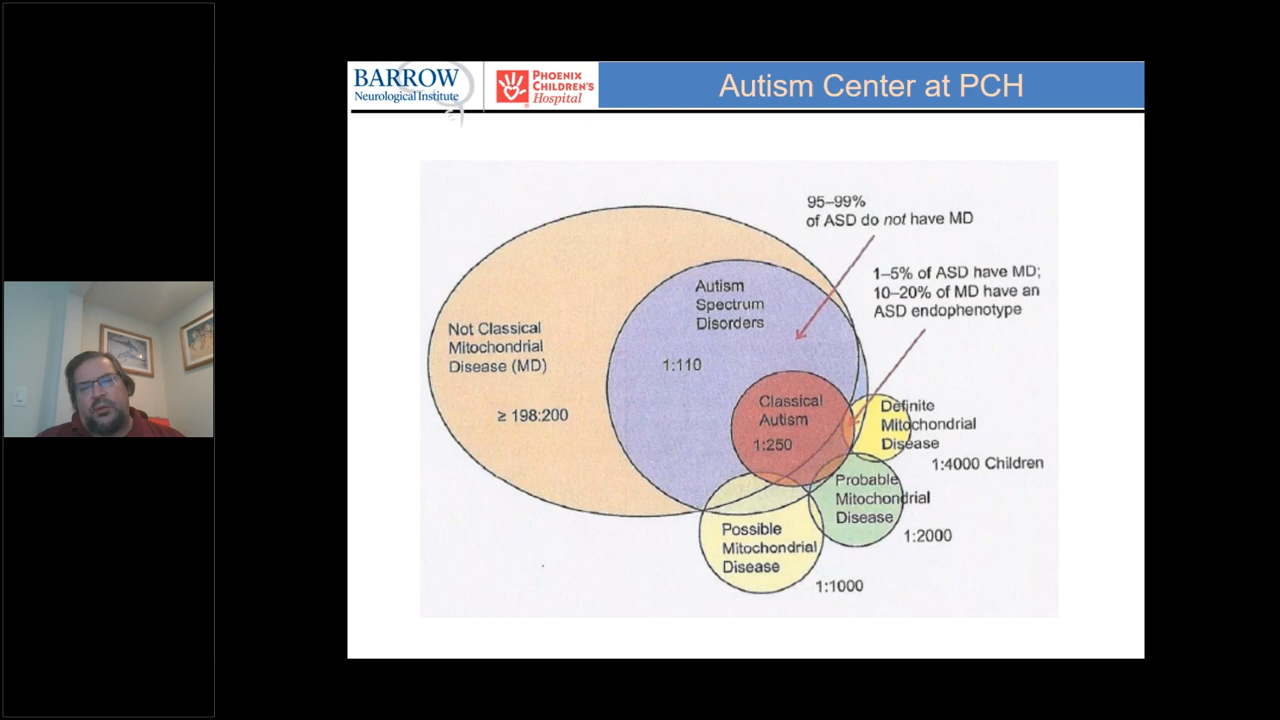 BARROW
Neurological Institute
PHOENIX
CHILDREN'S
Hospital
Autism Center at PCH
95–99%
of ASD do not have MD
1–5% of ASD have MD;
10–20% of MD have an
ASD endophenotype
Autism
Spectrum
Disorders
1:110
Not Classical
Mitochondrial
Disease (MD)
≥ 198:200
Classical
Autism
1:250
Definite
Mitochondrial
Disease
1:4000 Children
Probable
Mitochondrial
Disease
1:2000
Possible
Mitochondrial
Disease
1:1000